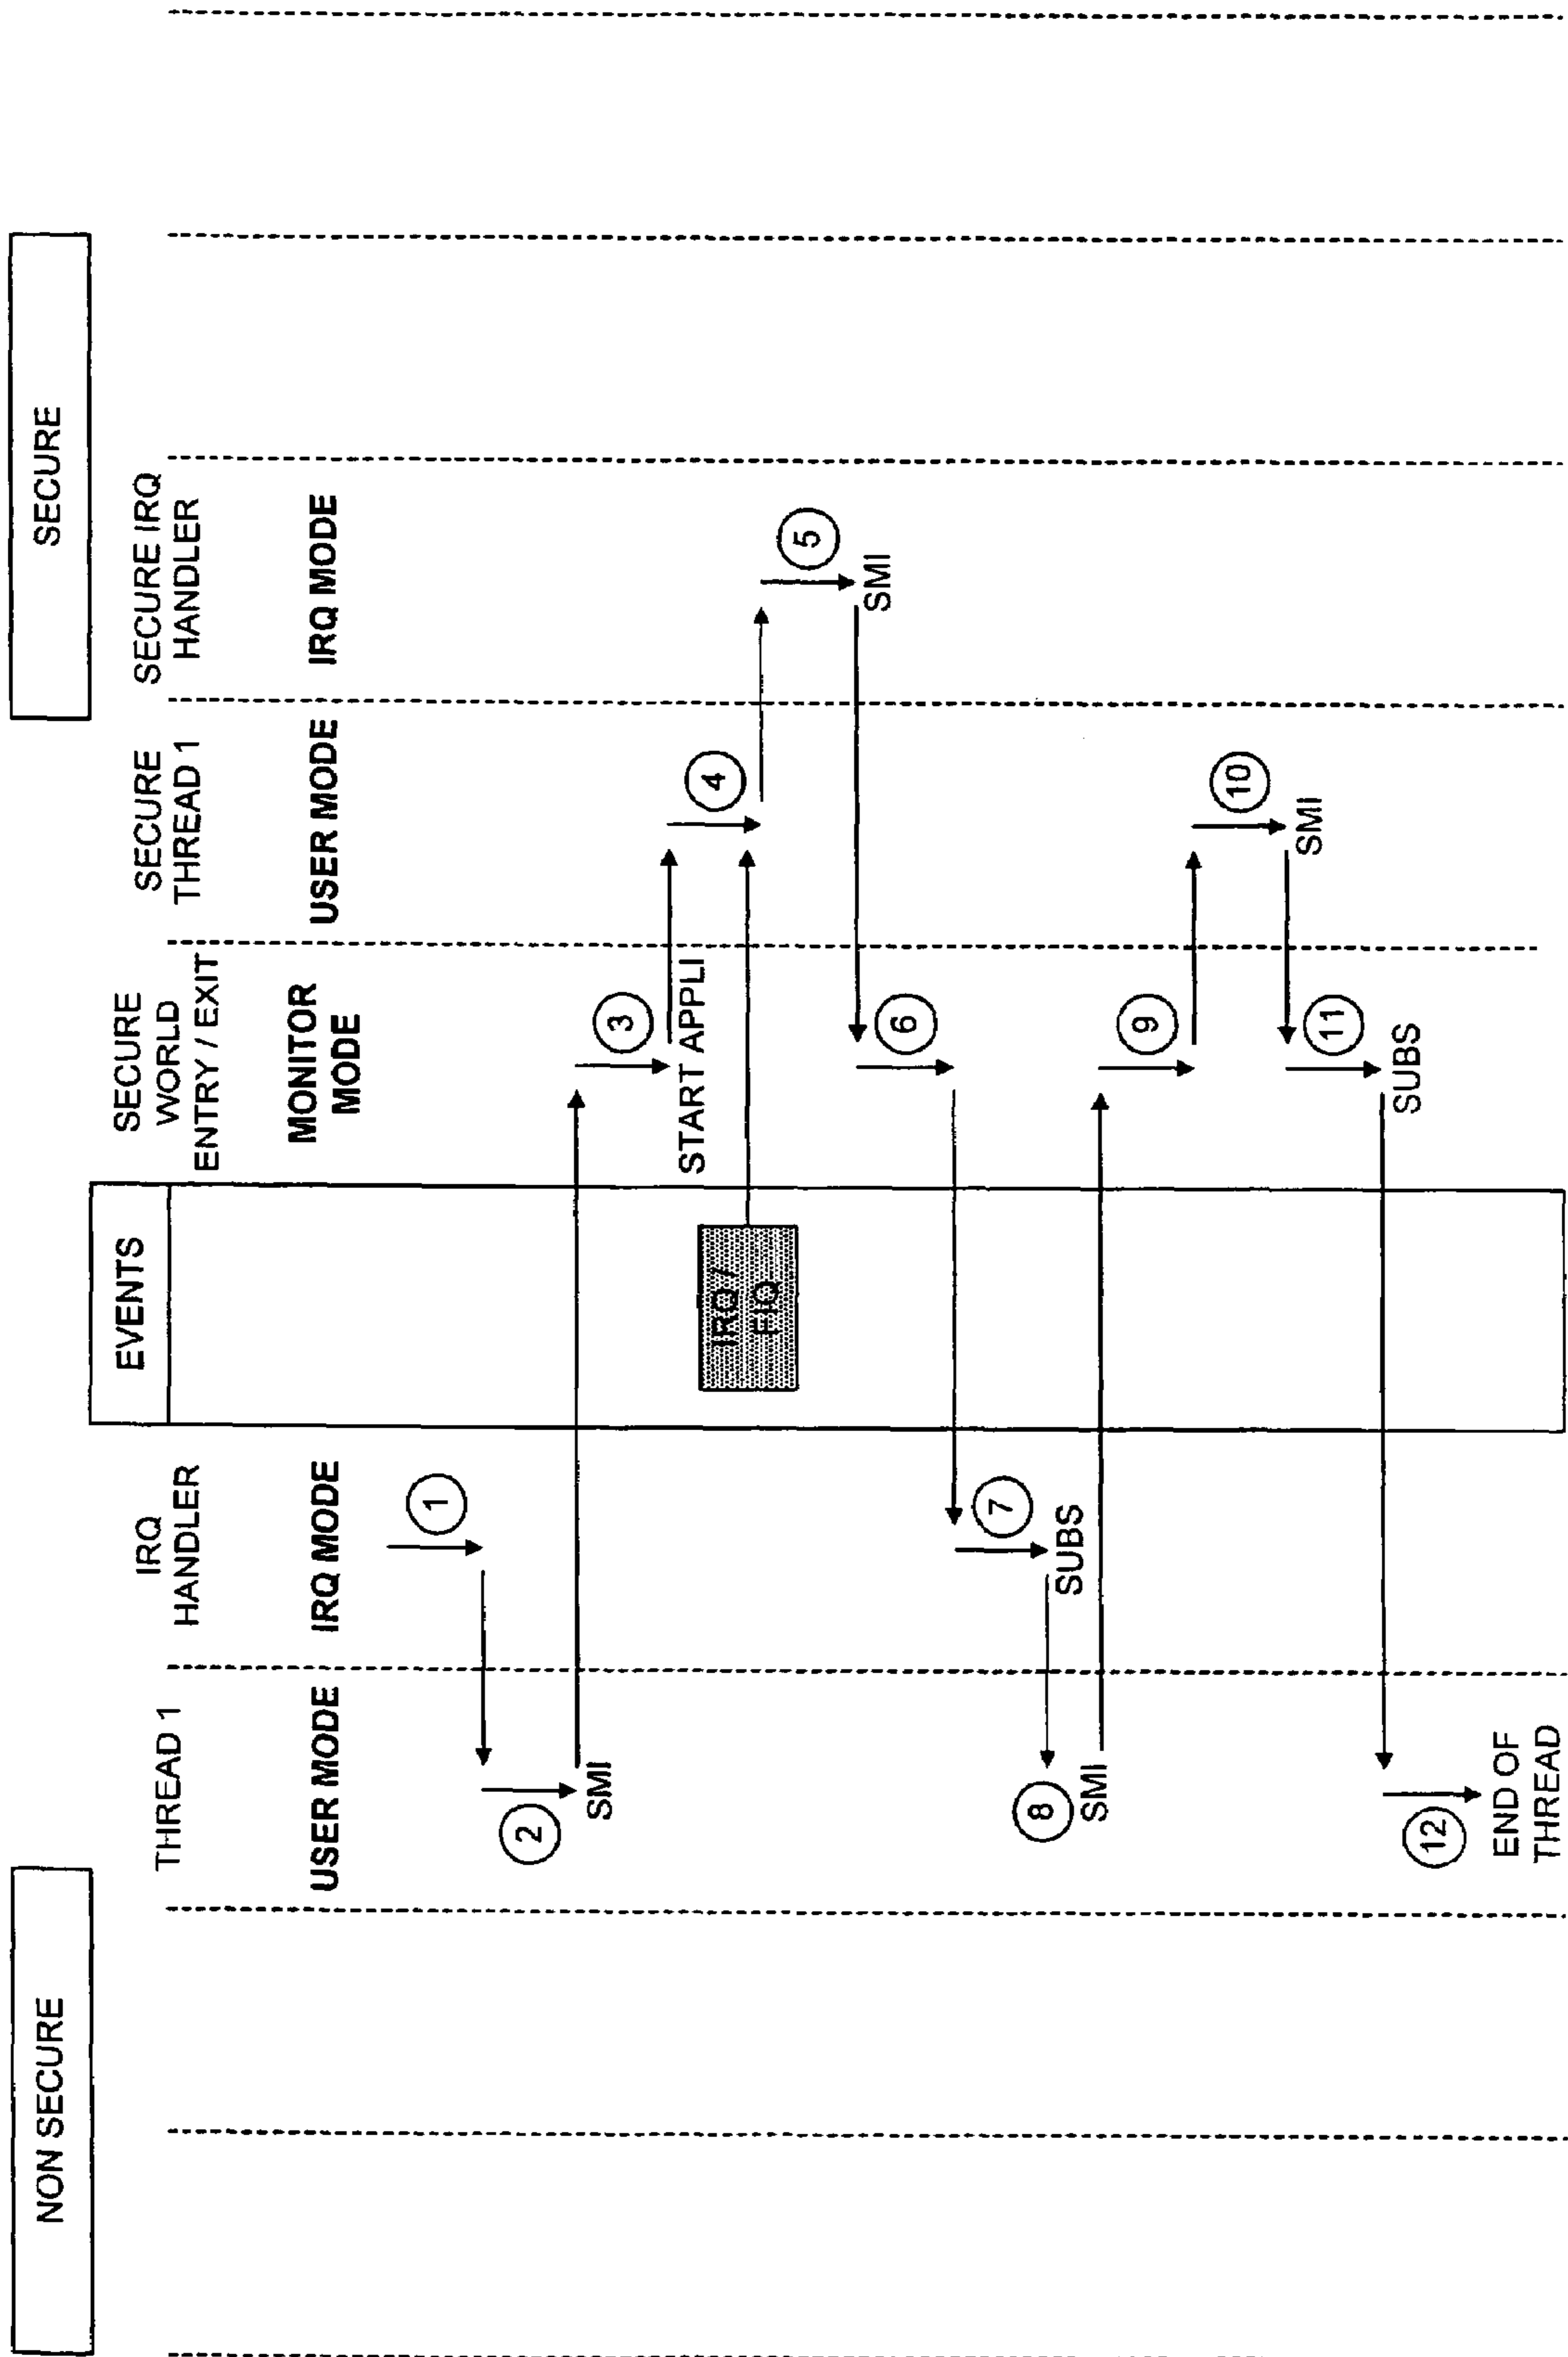 NON SECURE
SECURE
EVENTS
THREAD 1
IRQ
HANDLER
SECURE
WORLD
ENTRY / EXIT
SECURE
THREAD 1
SECURE IRQ
HANDLER
USER MODE
IRQ MODE
MONITOR
MODE
USER MODE
IRQ MODE
1
2
SMI
3
START APPLI
4
IRQ /
FIQ
5
SMI
6
7
SUBS
8
SMI
9
10
SMI
11
SUBS
12
END OF
THREAD